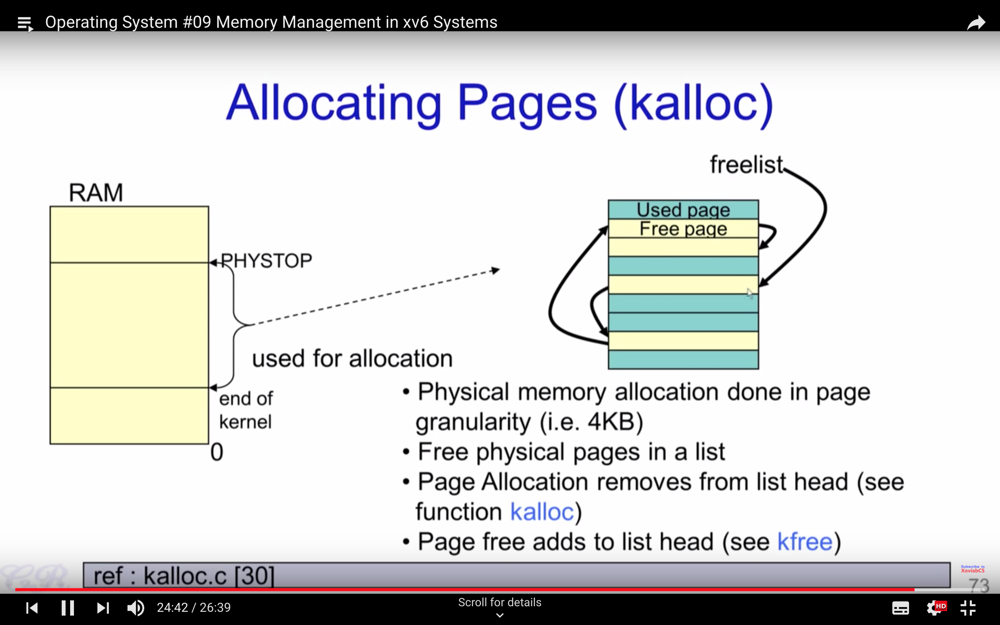 Operating System #09 Memory Management in xv6 Systems
Allocating Pages (kalloc)
freelist
RAM
Used page
Free page
PHYSTOP
used for allocation
end of
kernel
0
• Physical memory allocation done in page
granularity (i.e. 4KB)
• Free physical pages in a list
• Page Allocation removes from list head (see
function kalloc)
• Page free adds to list head (see kfree)
ref : kalloc.c [30]
Subscribe to
XoviabCS
73
24:42 / 26:39
Scroll for details
HD